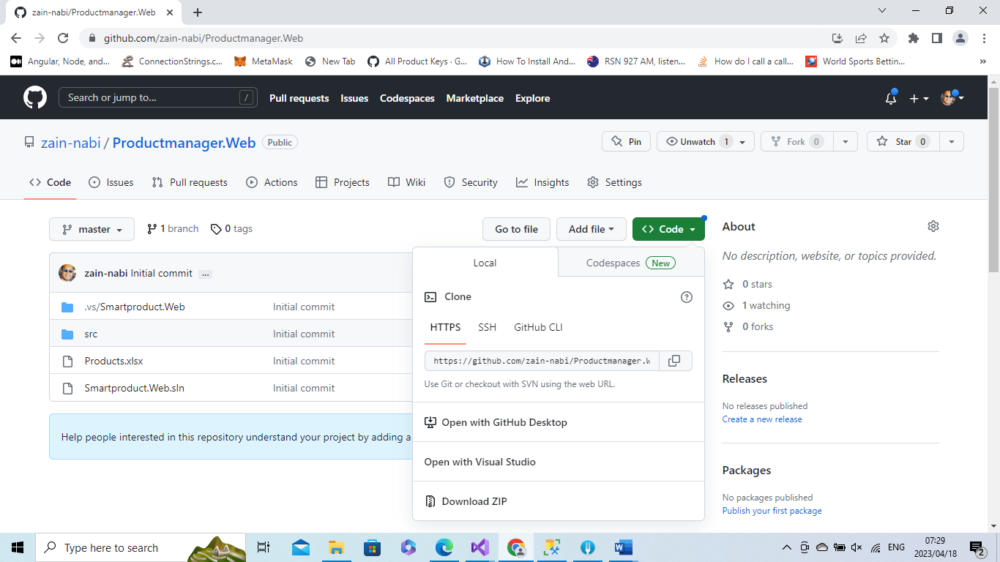 zain-nabi/Productmanager.Web
github.com/zain-nabi/Productmanager.Web
Angular, Node, and... ConnectionStrings.c... MetaMask New Tab All Product Keys · G... How To Install And... RSN 927 AM, listen... How do I call a call... World Sports Bettin... »
Search or jump to... / Pull requests Issues Codespaces Marketplace Explore
zain-nabi / Productmanager.Web Public Pin Unwatch 1 Fork 0 Star 0
Code Issues Pull requests Actions Projects Wiki Security Insights Settings
master 1 branch 0 tags Go to file Add file Code
About
No description, website, or topics provided.
0 stars
1 watching
0 forks
Releases
No releases published
Create a new release
Packages
No packages published
Publish your first package
zain-nabi Initial commit ...
.vs/Smartproduct.Web Initial commit
src Initial commit
Products.xlsx Initial commit
Smartproduct.Web.sln Initial commit
Help people interested in this repository understand your project by adding a
Local Codespaces New
Clone
HTTPS SSH GitHub CLI
https://github.com/zain-nabi/Productmanager.W
Use Git or checkout with SVN using the web URL.
Open with GitHub Desktop
Open with Visual Studio
Download ZIP
Type here to search
ENG
07:29
2023/04/18
2